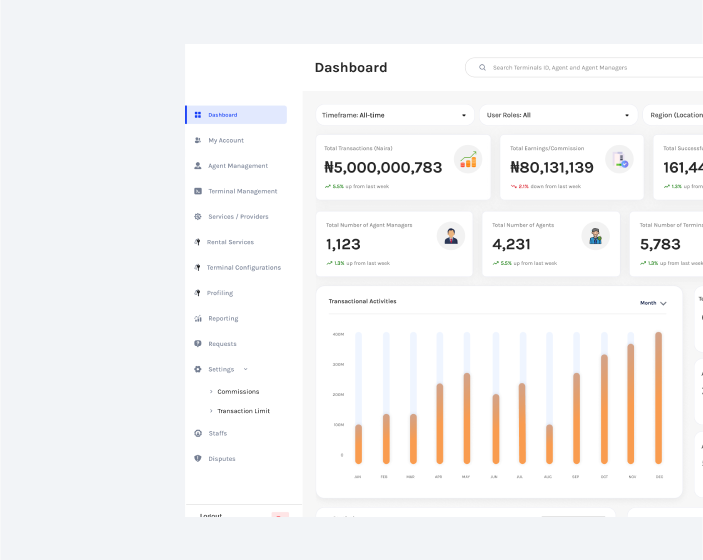 Dashboard
Search Terminals ID, Agent and Agent Managers
Dashboard
My Account
Agent Management
Terminal Management
Services / Providers
Rental Services
Terminal Configurations
Profiling
Reporting
Requests
Settings
Commissions
Transaction Limit
Staffs
Disputes
Logout
Timeframe: All-time
User Roles: All
Region (Location
Total Transactions (Naira)
₦5,000,000,783
5.5% up from last week
Total Earnings/Commission
₦80,131,139
2.1% down from last week
Total Successf
161,44
1.3% up from
Total Number of Agent Managers
1,123
1.3% up from last week
Total Number of Agents
4,231
5.5% up from last week
Total Number of Termina
5,783
1.3% up from last week
Transactional Activities
Month
400M
300M
200M
100M
0
JAN FEB MAR APR MAY JUN JUL AUG SEP OCT NOV DEC